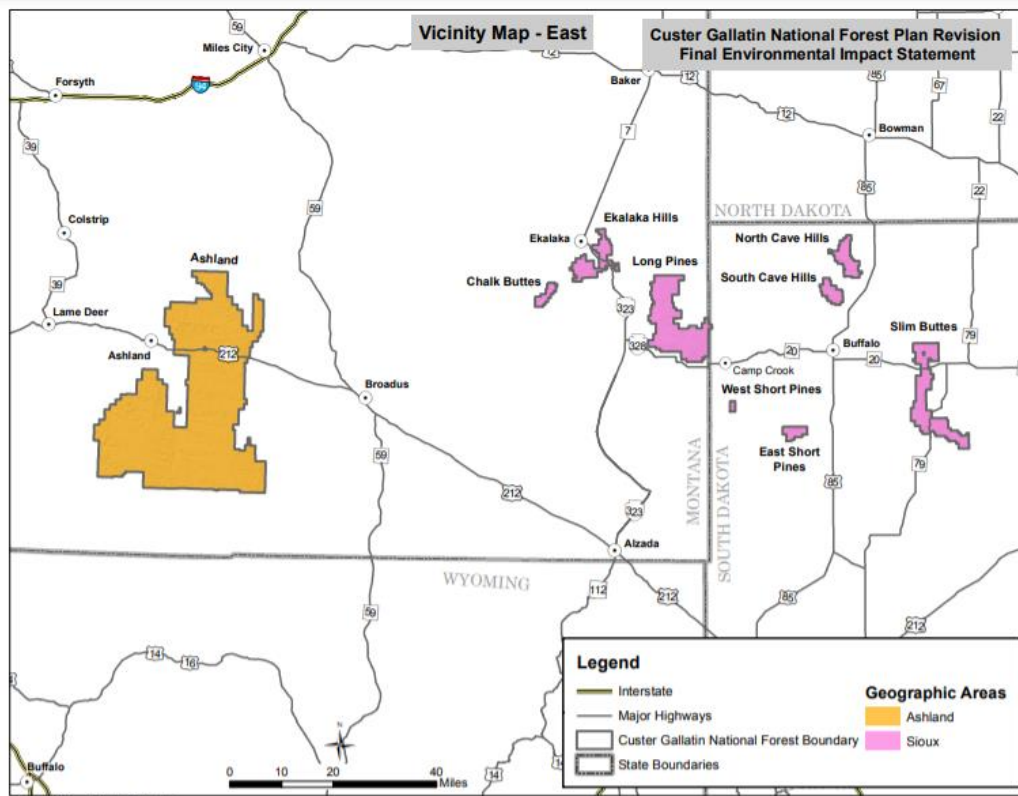 Vicinity Map - East
Custer Gallatin National Forest Plan Revision
Final Environmental Impact Statement
59
Miles City
94
Forsyth
12
Baker
12
85
67
22
12
Bowman
39
7
59
85
22
Colstrip
NORTH DAKOTA
Ekalaka Hills
Ekalaka
North Cave Hills
Ashland
Long Pines
Chalk Buttes
South Cave Hills
39
323
Lame Deer
Slim Buttes
79
Ashland
212
328
20
Buffalo
20
Camp Crook
Broadus
West Short Pines
East Short
Pines
59
MONTANA
SOUTH DAKOTA
79
85
212
323
Alzada
WYOMING
112
212
85
59
212
14
16
Buffalo
14
14
N
0
10
20
40
Miles
Legend
Interstate
Major Highways
Custer Gallatin National Forest Boundary
State Boundaries
Geographic Areas
Ashland
Sioux